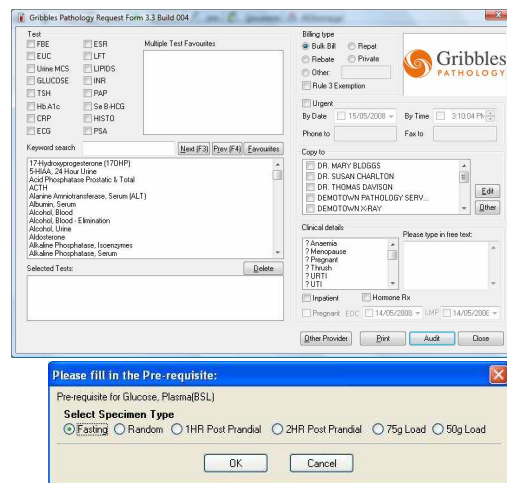 Gribbles Pathology Request Form 3.3 Build 004
Test
FBE
ESR
EUC
LFT
Urine MCS
LIPIDS
GLUCOSE
INR
TSH
PAP
Hb A1c
Se B-HCG
CRP
HISTO
ECG
PSA
Multiple Test Favourites
Keyword search
Next (F3)
Prev (F4)
Favourites
17-Hydroxyprogesterone (17OHP)
5-HIAA, 24 Hour Urine
Acid Phosphatase Prostatic & Total
ACTH
Alanine Aminotransferase, Serum (ALT)
Albumin, Serum
Alcohol, Blood
Alcohol, Blood - Elimination
Alcohol, Urine
Aldosterone
Alkaline Phosphatase, Isoenzymes
Alkaline Phosphatase, Serum
Selected Tests:
Delete
Billing type
Bulk Bill
Repat
Rebate
Private
Other:
Rule 3 Exemption
Gribbles
PATHOLOGY
Urgent
By Date
15/05/2008
By Time
3:10:04 PM
Phone to
Fax to
Copy to
DR. MARY BLOGGS
DR. SUSAN CHARLTON
DR. THOMAS DAVISON
DEMOTOWN PATHOLOGY SERV...
DEMOTOWN X-RAY
Edit
Other
Clinical details
? Anaemia
? Menopause
? Pregnant
? Thrush
? URTI
? UTI
Please type in free text:
Inpatient
Hormone Rx
Pregnant
EDC
14/05/2008
LMP
14/05/2008
Other Provider
Print
Audit
Close
Please fill in the Pre-requisite:
Pre-requisite for Glucose, Plasma(BSL)
Select Specimen Type
Fasting
Random
1HR Post Prandial
2HR Post Prandial
75g Load
50g Load
OK
Cancel